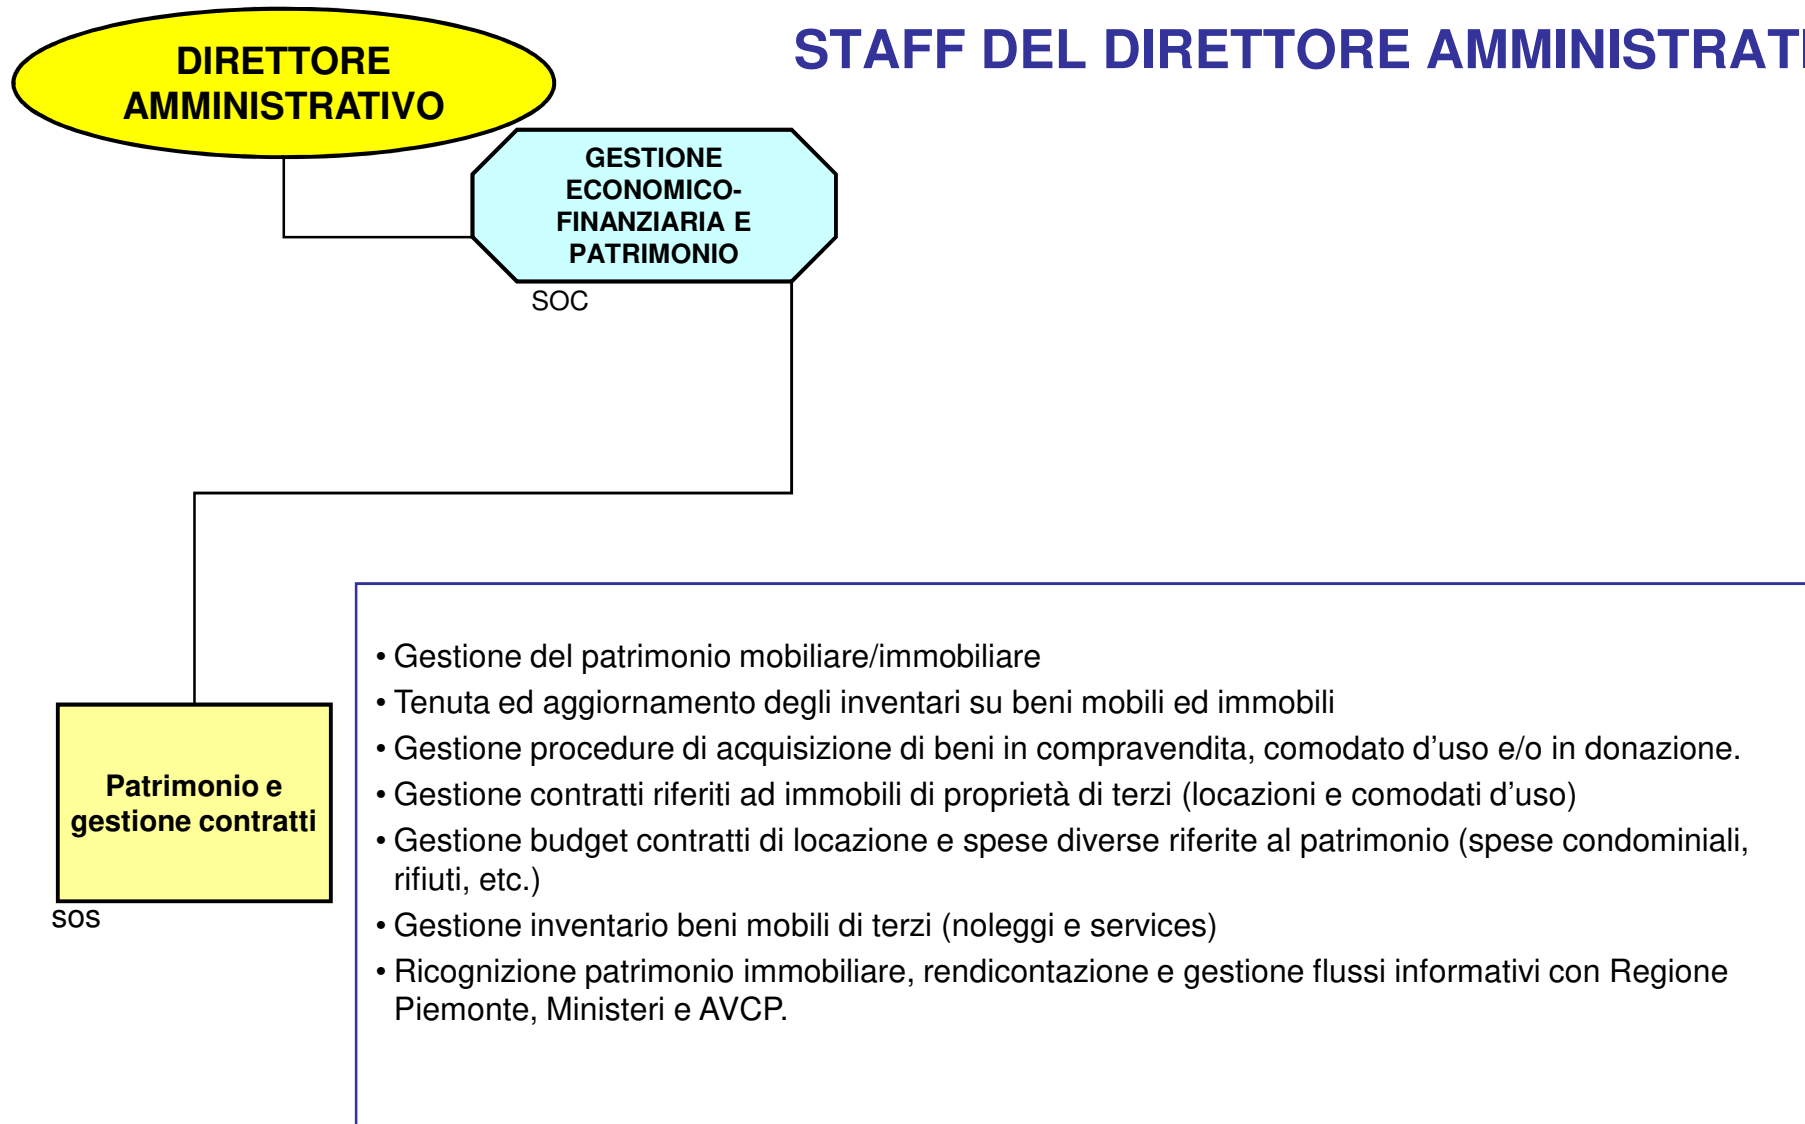 STAFF DEL DIRETTORE AMMINISTRATI
DIRETTORE
AMMINISTRATIVO
GESTIONE
ECONOMICO-
FINANZIARIA E
PATRIMONIO
SOC
Patrimonio e
gestione contratti
SOS
• Gestione del patrimonio mobiliare/immobiliare
• Tenuta ed aggiornamento degli inventari su beni mobili ed immobili
• Gestione procedure di acquisizione di beni in compravendita, comodato d’uso e/o in donazione.
• Gestione contratti riferiti ad immobili di proprietà di terzi (locazioni e comodati d’uso)
• Gestione budget contratti di locazione e spese diverse riferite al patrimonio (spese condominiali,
rifiuti, etc.)
• Gestione inventario beni mobili di terzi (noleggi e services)
• Ricognizione patrimonio immobiliare, rendicontazione e gestione flussi informativi con Regione
Piemonte, Ministeri e AVCP.